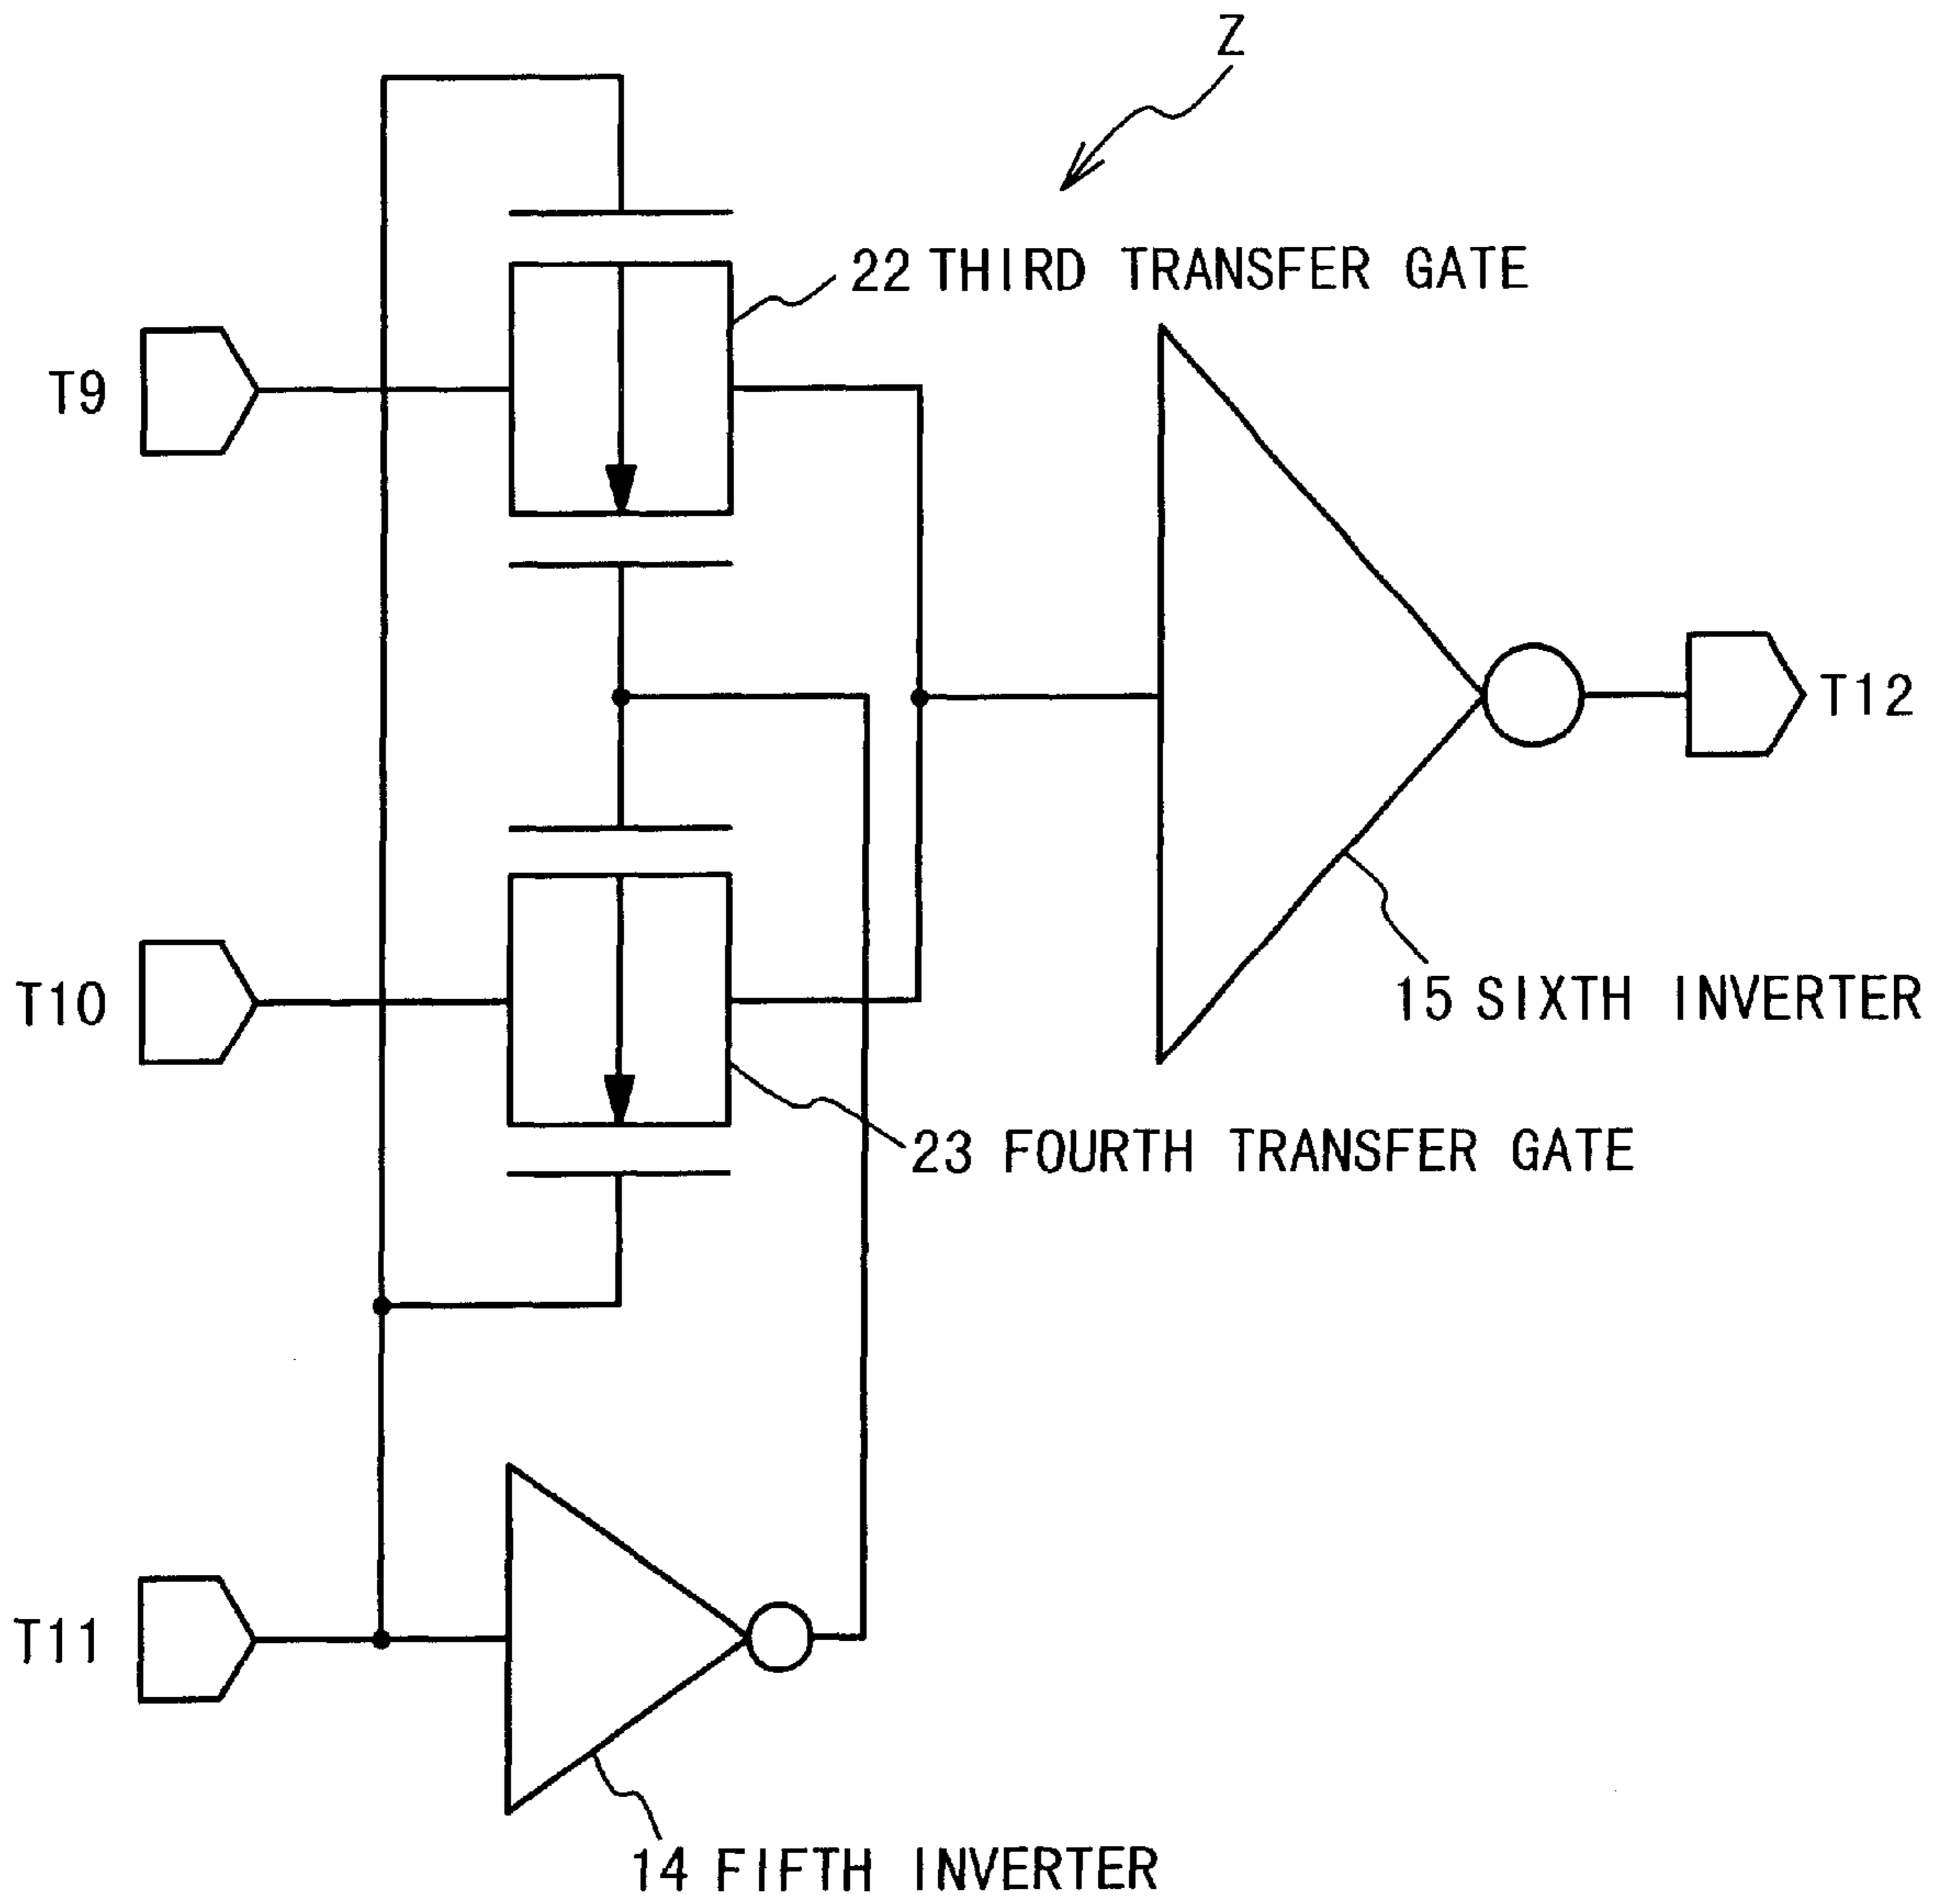 Z
22 THIRD TRANSFER GATE
T9
T12
15 SIXTH INVERTER
T10
23 FOURTH TRANSFER GATE
T11
14 FIFTH INVERTER